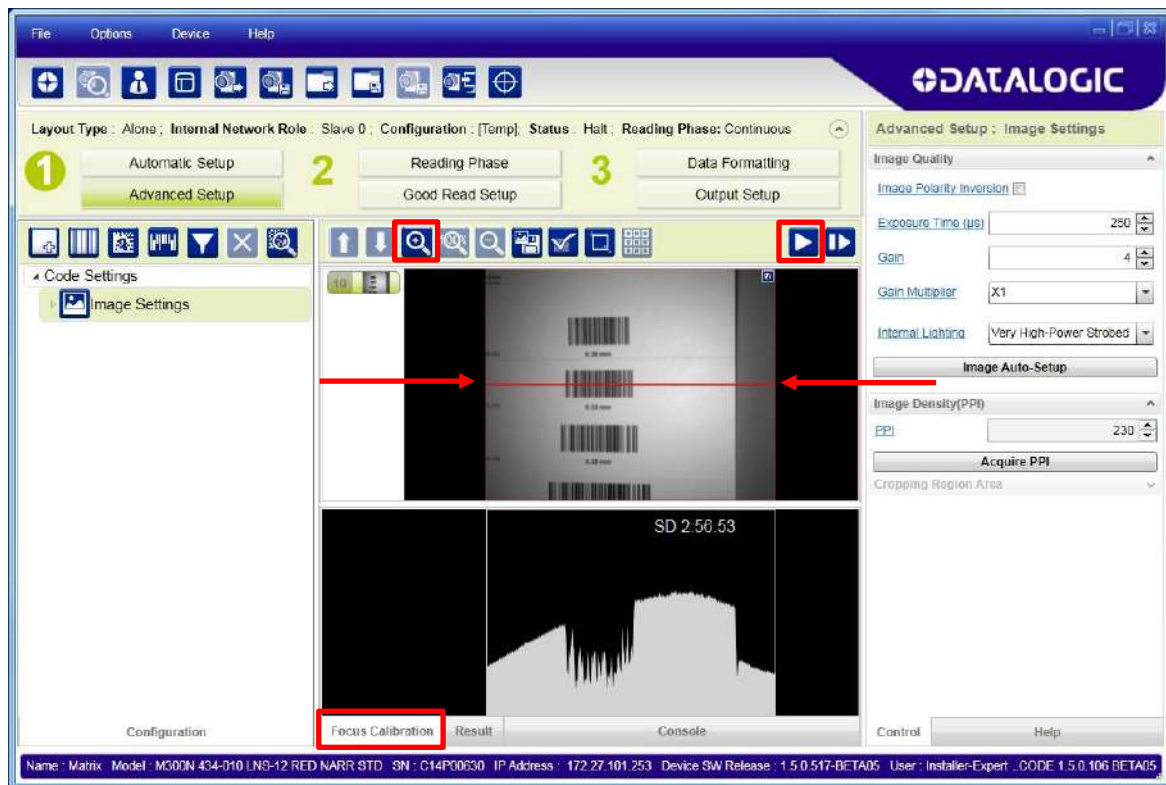 File Options Device Help
DATALOGIC
Layout Type : Alone ; Internal Network Role : Slave 0 ; Configuration : [Temp]; Status : Halt ; Reading Phase: Continuous
1
Automatic Setup
Advanced Setup
2
Reading Phase
Good Read Setup
3
Data Formatting
Output Setup
Code Settings
Image Settings
Configuration
10
0.20 mm
SD 2:56.53
Focus Calibration Result Console
Advanced Setup ; Image Settings
Image Quality
Image Polarity Inversion
Exposure Time (µs) 250
Gain 4
Gain Multiplier X1
Internal Lighting Very High-Power Strobed
Image Auto-Setup
Image Density(PPI)
PPI 230
Acquire PPI
Cropping Region Area
Control Help
Name : Matrix Model : M300N 434-010 LNS-12 RED NARR STD SN : C14P00630 IP Address : 172.27.101.253 Device SW Release : 1.5.0.517-BETA05 User : Installer-Expert _CODE 1.5.0.106 BETA05